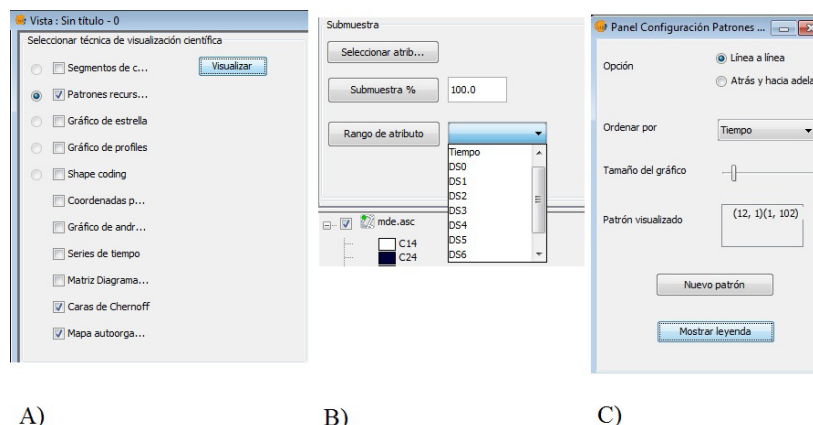 Vista : Sin título - 0
Seleccionar técnica de visualización científica
Segmentos de c...
Visualizar
Patrones recurs...
Gráfico de estrella
Gráfico de profiles
Shape coding
Coordenadas p...
Gráfico de andr...
Series de tiempo
Matriz Diagrama...
Caras de Chernoff
Mapa autoorga...
A)
Submuestra
Seleccionar atrib...
Submuestra %
100.0
Rango de atributo
Tiempo
DS0
DS1
DS2
DS3
DS4
DS5
DS6
mde.asc
C14
C24
B)
Panel Configuración Patrones ...
Opción
Línea a línea
Atrás y hacia adela
Ordenar por
Tiempo
Tamaño del gráfico
Patrón visualizado
(12, 1)(1, 102)
Nuevo patrón
Mostrar leyenda
C)